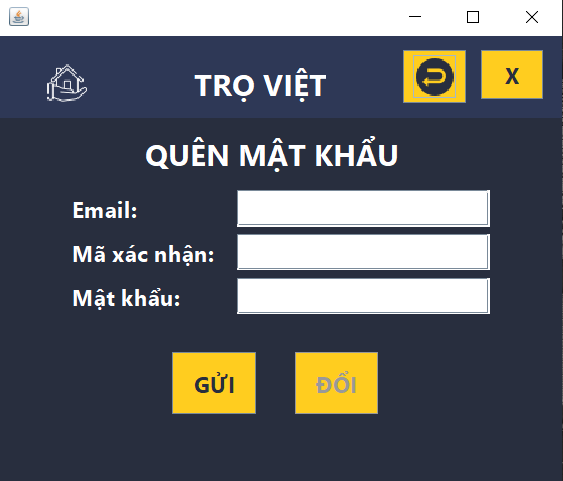 TRỌ VIỆT
X
QUÊN MẬT KHẨU
Email:
Mã xác nhận:
Mật khẩu:
GỬI
ĐỔI